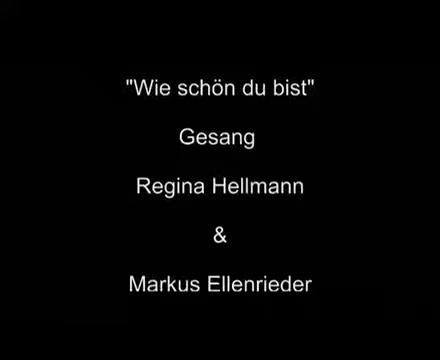 "Wie schön du bist"
Gesang
Regina Hellmann
&
Markus Ellenrieder